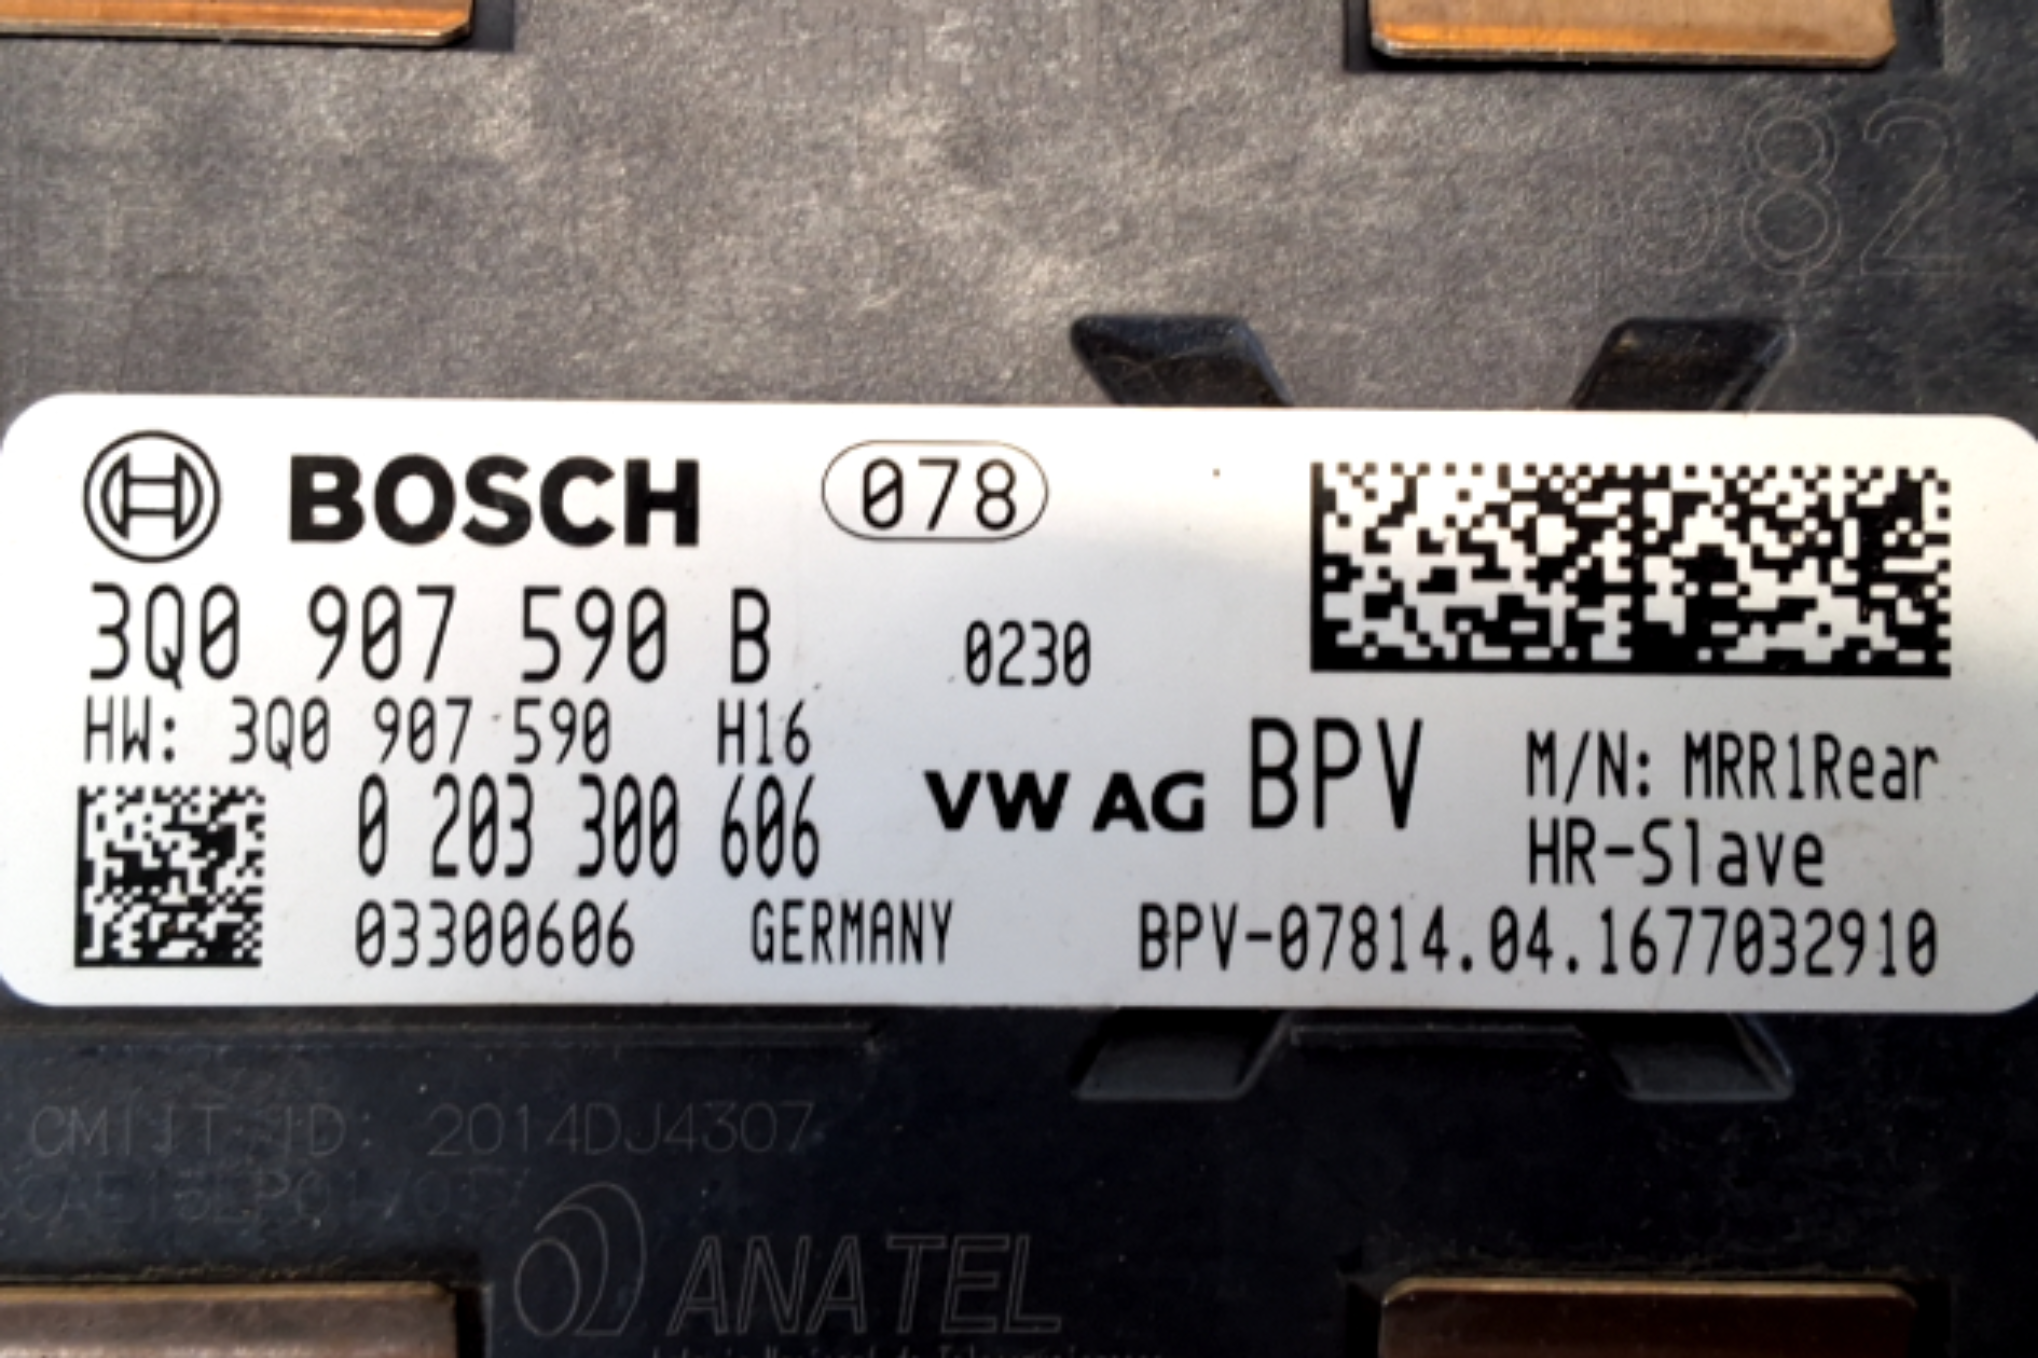 682
BOSCH 078
3Q0 907 590 B 0230
HW: 3Q0 907 590 H16
0 203 300 606
VW AG BPV
M/N: MRR1Rear
HR-Slave
03300606 GERMANY BPV-07814.04.1677032910
CMIIT ID: 2014DJ4307
ANATEL